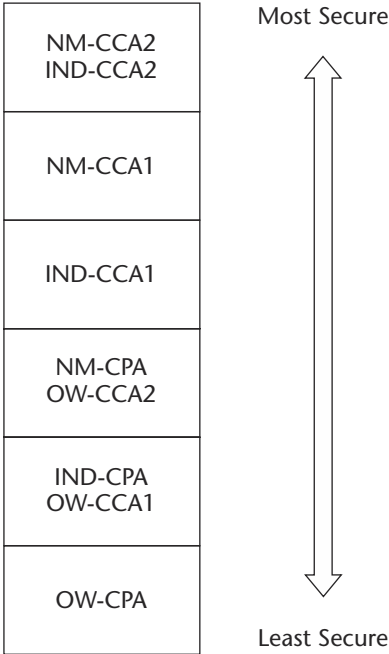 Most Secure
NM-CCA2
IND-CCA2
NM-CCA1
IND-CCA1
NM-CPA
OW-CCA2
IND-CPA
OW-CCA1
OW-CPA
Least Secure